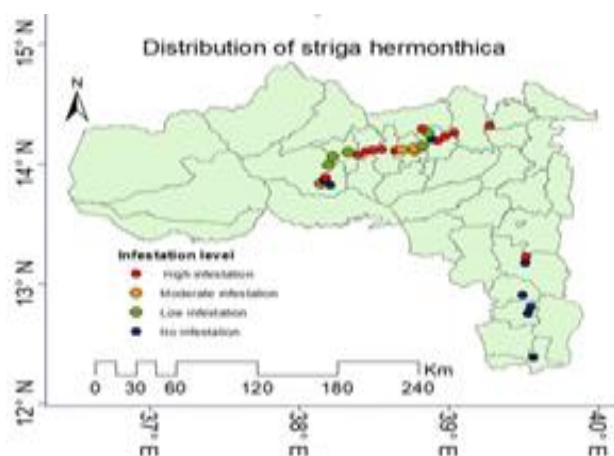 Distribution of striga hermonthica
N
15° N
14° N
13° N
12° N
Infestation level
High infestation
Moderate infestation
Low infestation
No infestation
Km
0 30 60 120 180 240
37° E
38° E
39° E
40° E